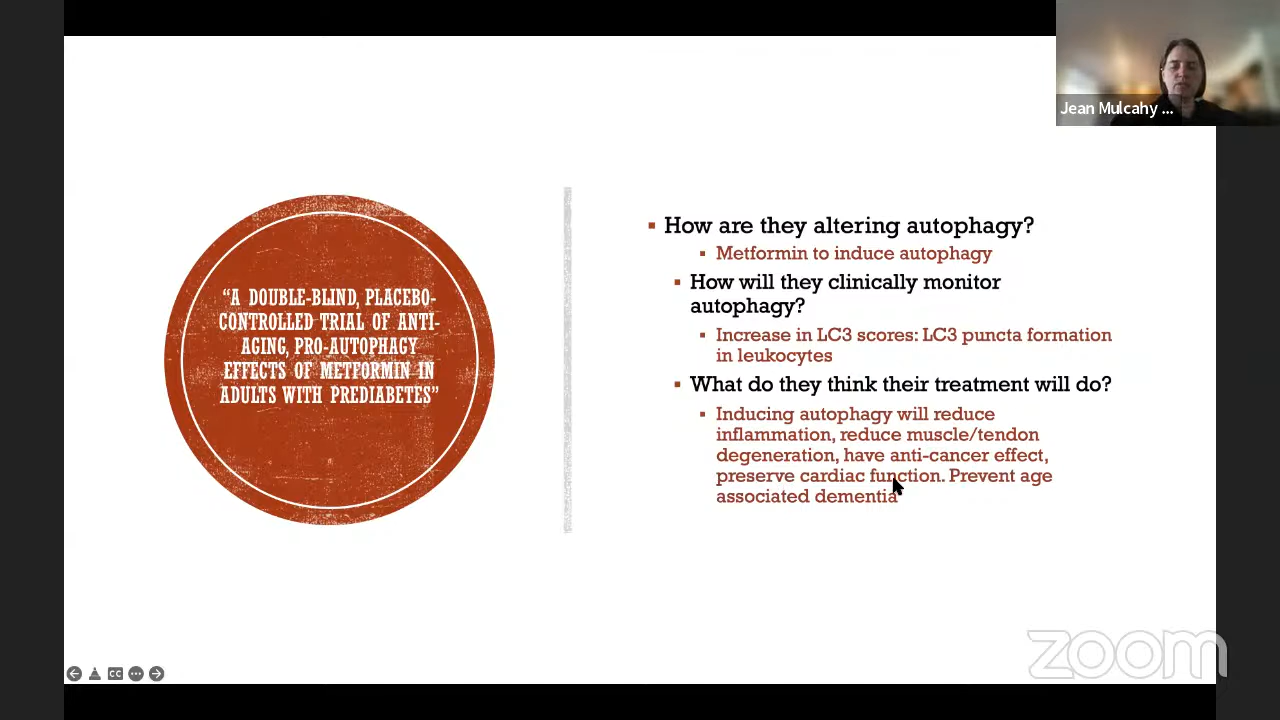 Jean Mulcahy ...
“A DOUBLE-BLIND, PLACEBO-
CONTROLLED TRIAL OF ANTI-
AGING, PRO-AUTOPHAGY
EFFECTS OF METFORMIN IN
ADULTS WITH PREDIABETES”
How are they altering autophagy?
Metformin to induce autophagy
How will they clinically monitor
autophagy?
Increase in LC3 scores: LC3 puncta formation
in leukocytes
What do they think their treatment will do?
Inducing autophagy will reduce
inflammation, reduce muscle/tendon
degeneration, have anti-cancer effect,
preserve cardiac function. Prevent age
associated dementia
CC
zoom